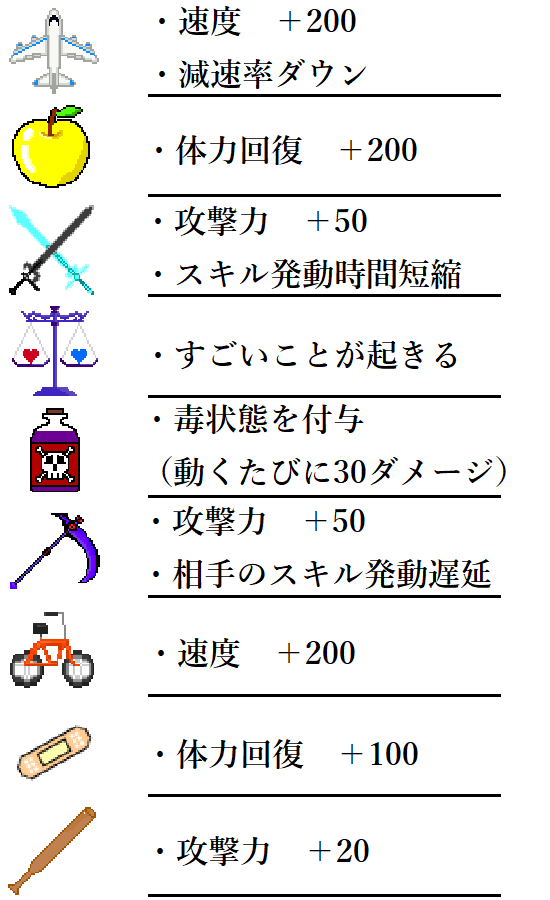 ・速度　＋200
・減速率ダウン
・体力回復　＋200
・攻撃力　＋50
・スキル発動時間短縮
・すごいことが起きる
・毒状態を付与
（動くたびに30ダメージ）
・攻撃力　＋50
・相手のスキル発動遅延
・速度　＋200
・体力回復　＋100
・攻撃力　＋20